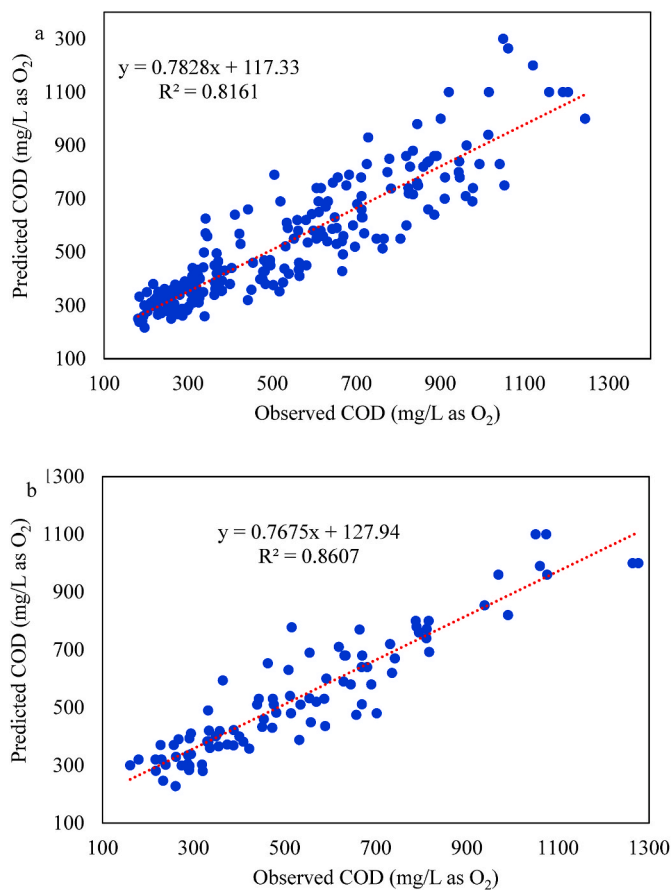 a
300
1100
900
700
500
300
100
Predicted COD (mg/L as O₂)
y = 0.7828x + 117.33
R² = 0.8161
100 300 500 700 900 1100 1300
Observed COD (mg/L as O₂)
b
1300
1100
900
700
500
300
100
Predicted COD (mg/L as O₂)
y = 0.7675x + 127.94
R² = 0.8607
100 300 500 700 900 1100 1300
Observed COD (mg/L as O₂)